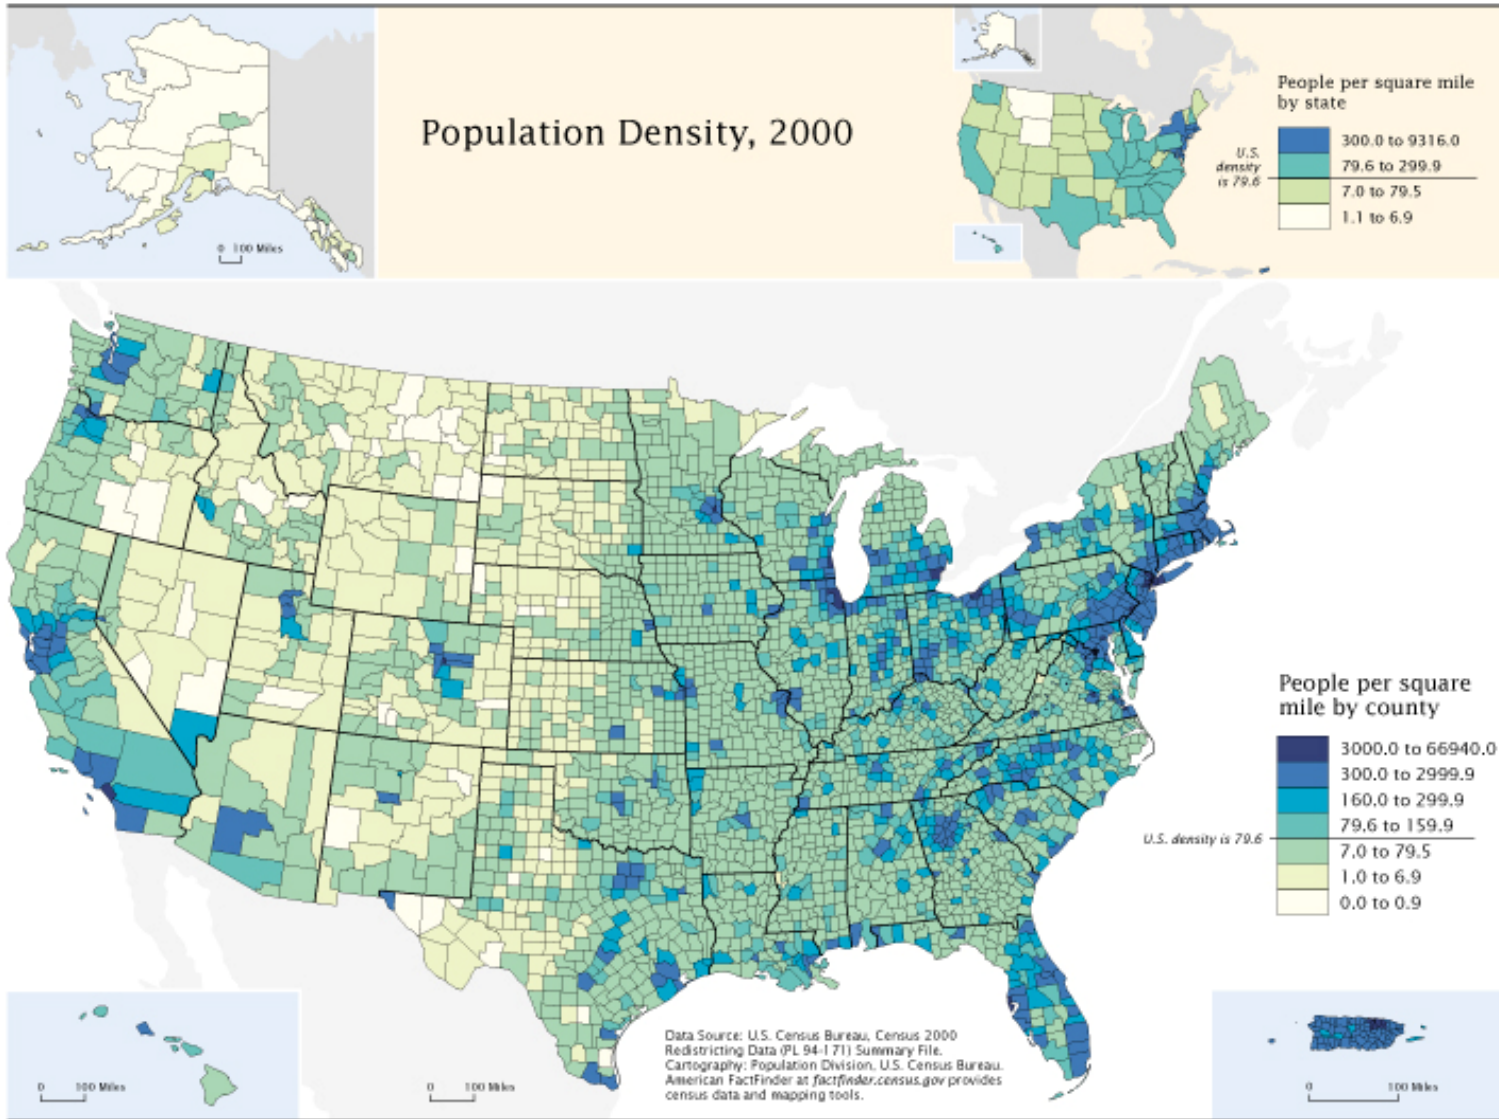 Population Density, 2000
0 100 Miles
People per square mile
by state
U.S.
density
is 79.6
300.0 to 9316.0
79.6 to 299.9
7.0 to 79.5
1.1 to 6.9
People per square
mile by county
3000.0 to 66940.0
300.0 to 2999.9
160.0 to 299.9
79.6 to 159.9
U.S. density is 79.6
7.0 to 79.5
1.0 to 6.9
0.0 to 0.9
Data Source: U.S. Census Bureau, Census 2000
Redistricting Data (PL 94-171) Summary File.
Cartography: Population Division, U.S. Census Bureau.
American FactFinder at factfinder.census.gov provides
census data and mapping tools.
0 100 Miles
0 100 Miles
0 100 Miles